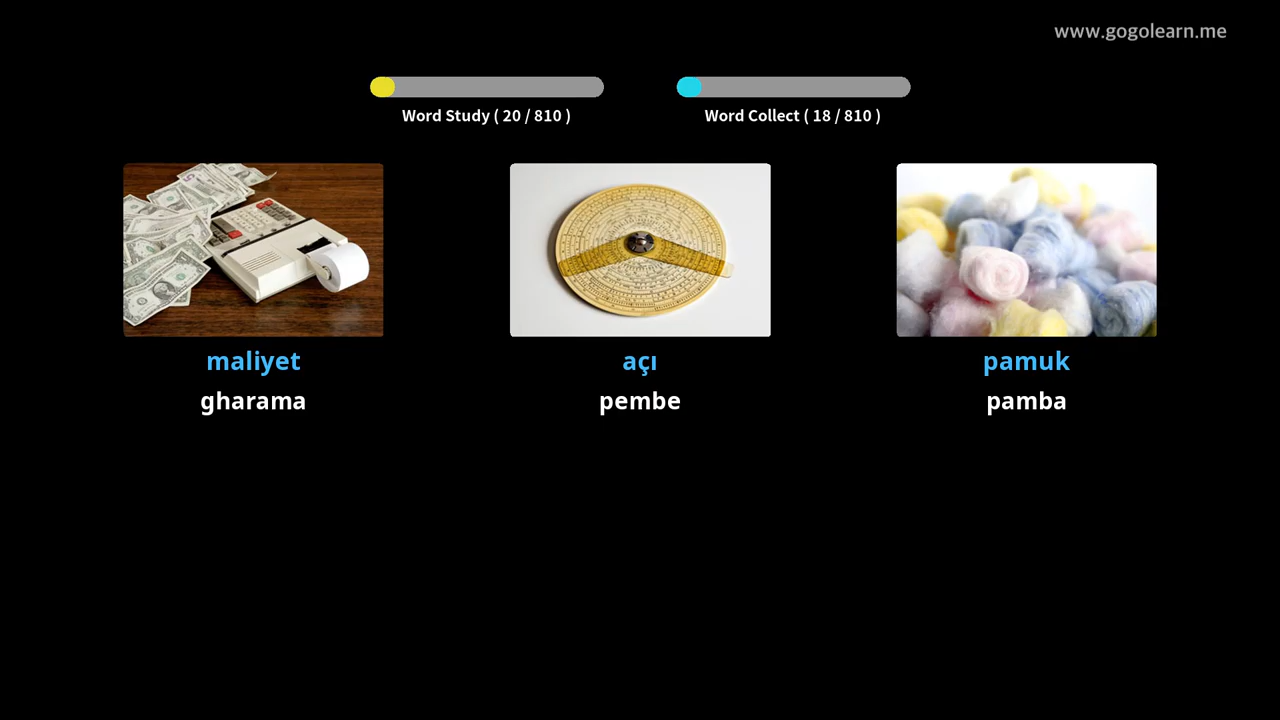 www.gogolearn.me
Word Study ( 20 / 810 )
Word Collect ( 18 / 810 )
maliyet
açı
pamuk
gharama
pembe
pamba